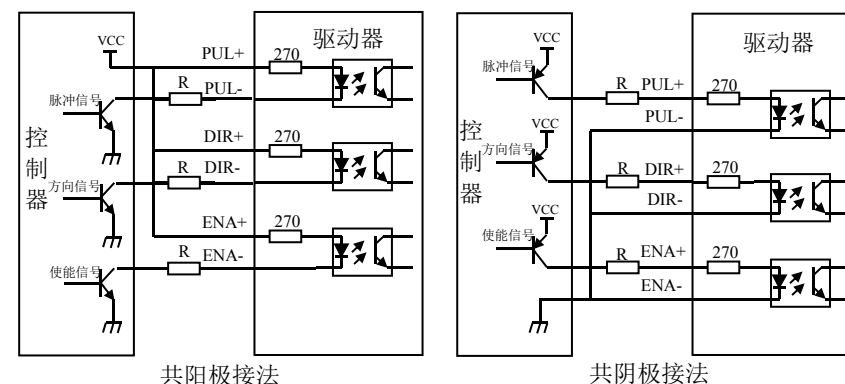 驱动器
VCC
PUL+
270
脉冲信号
R
PUL-
控制器
DIR+
270
方向信号
R
DIR-
ENA+
270
使能信号
R
ENA-
共阳极接法
驱动器
VCC
脉冲信号
R
PUL+
270
PUL-
控制器
VCC
方向信号
R
DIR+
270
DIR-
VCC
使能信号
R
ENA+
270
ENA-
共阴极接法